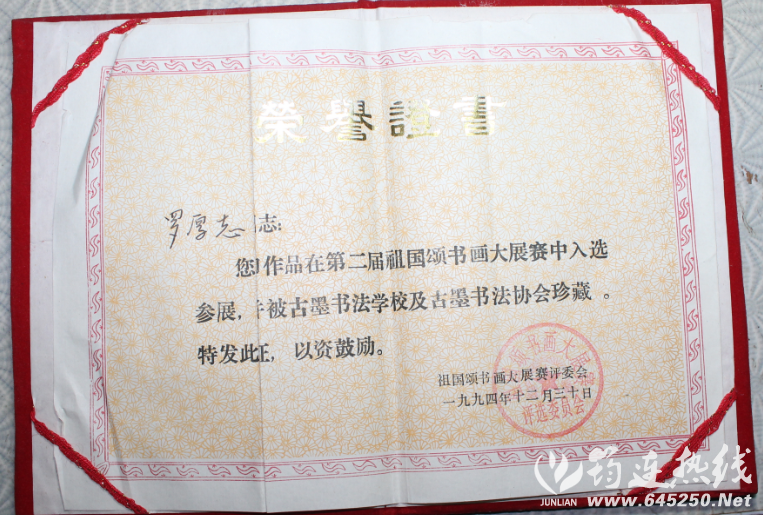 榮譽證書
罗厚志 志:
您 作品在第二届祖国颂书画大展赛中入选
参展, 并被古墨书法学校及古墨书法协会珍藏。
特发此 , 以资鼓励。
祖国颂书画大展赛评委会
一九九四年十二月三十日
颂书画大展
评选委员会
筠连热线
JUNLIAN www.645250.Net